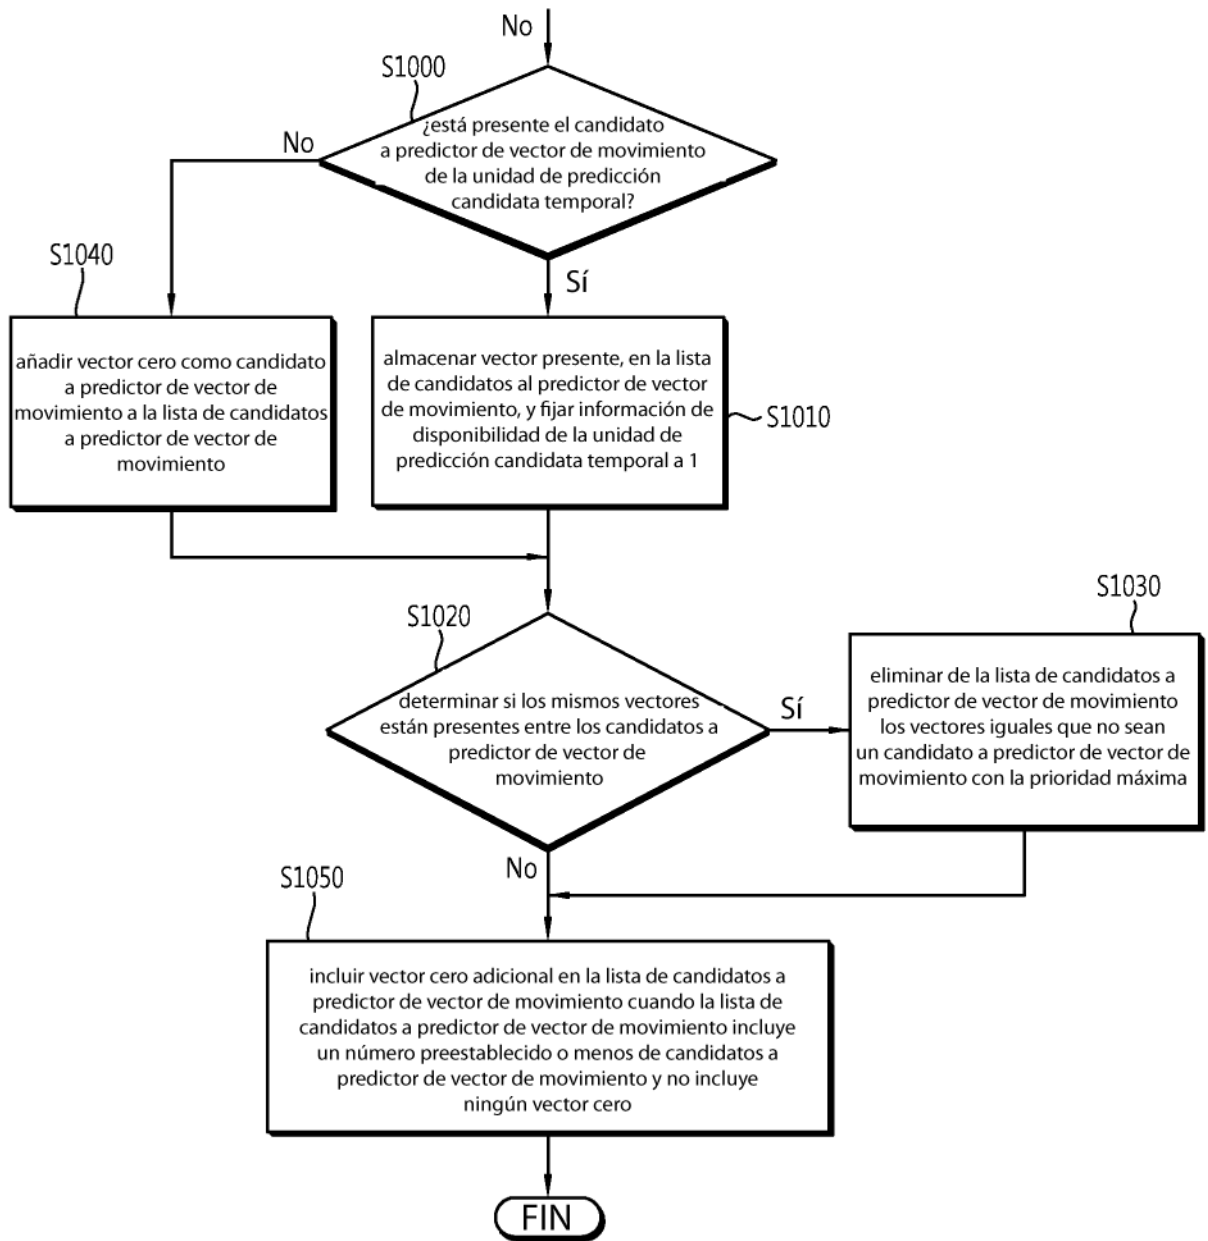 No
S1000
¿está presente el candidato
a predictor de vector de movimiento
de la unidad de predicción
candidata temporal?
No
Sí
S1040
añadir vector cero como candidato
a predictor de vector de
movimiento a la lista de candidatos
a predictor de vector de
movimiento
almacenar vector presente, en la lista
de candidatos al predictor de vector
de movimiento, y fijar información de
disponibilidad de la unidad de
predicción candidata temporal a 1
S1010
S1020
determinar si los mismos vectores
están presentes entre los candidatos a
predictor de vector de
movimiento
Sí
S1030
eliminar de la lista de candidatos a
predictor de vector de movimiento
los vectores iguales que no sean
un candidato a predictor de vector de
movimiento con la prioridad máxima
No
S1050
incluir vector cero adicional en la lista de candidatos a
predictor de vector de movimiento cuando la lista de
candidatos a predictor de vector de movimiento incluye
un número preestablecido o menos de candidatos a
predictor de vector de movimiento y no incluye
ningún vector cero
FIN